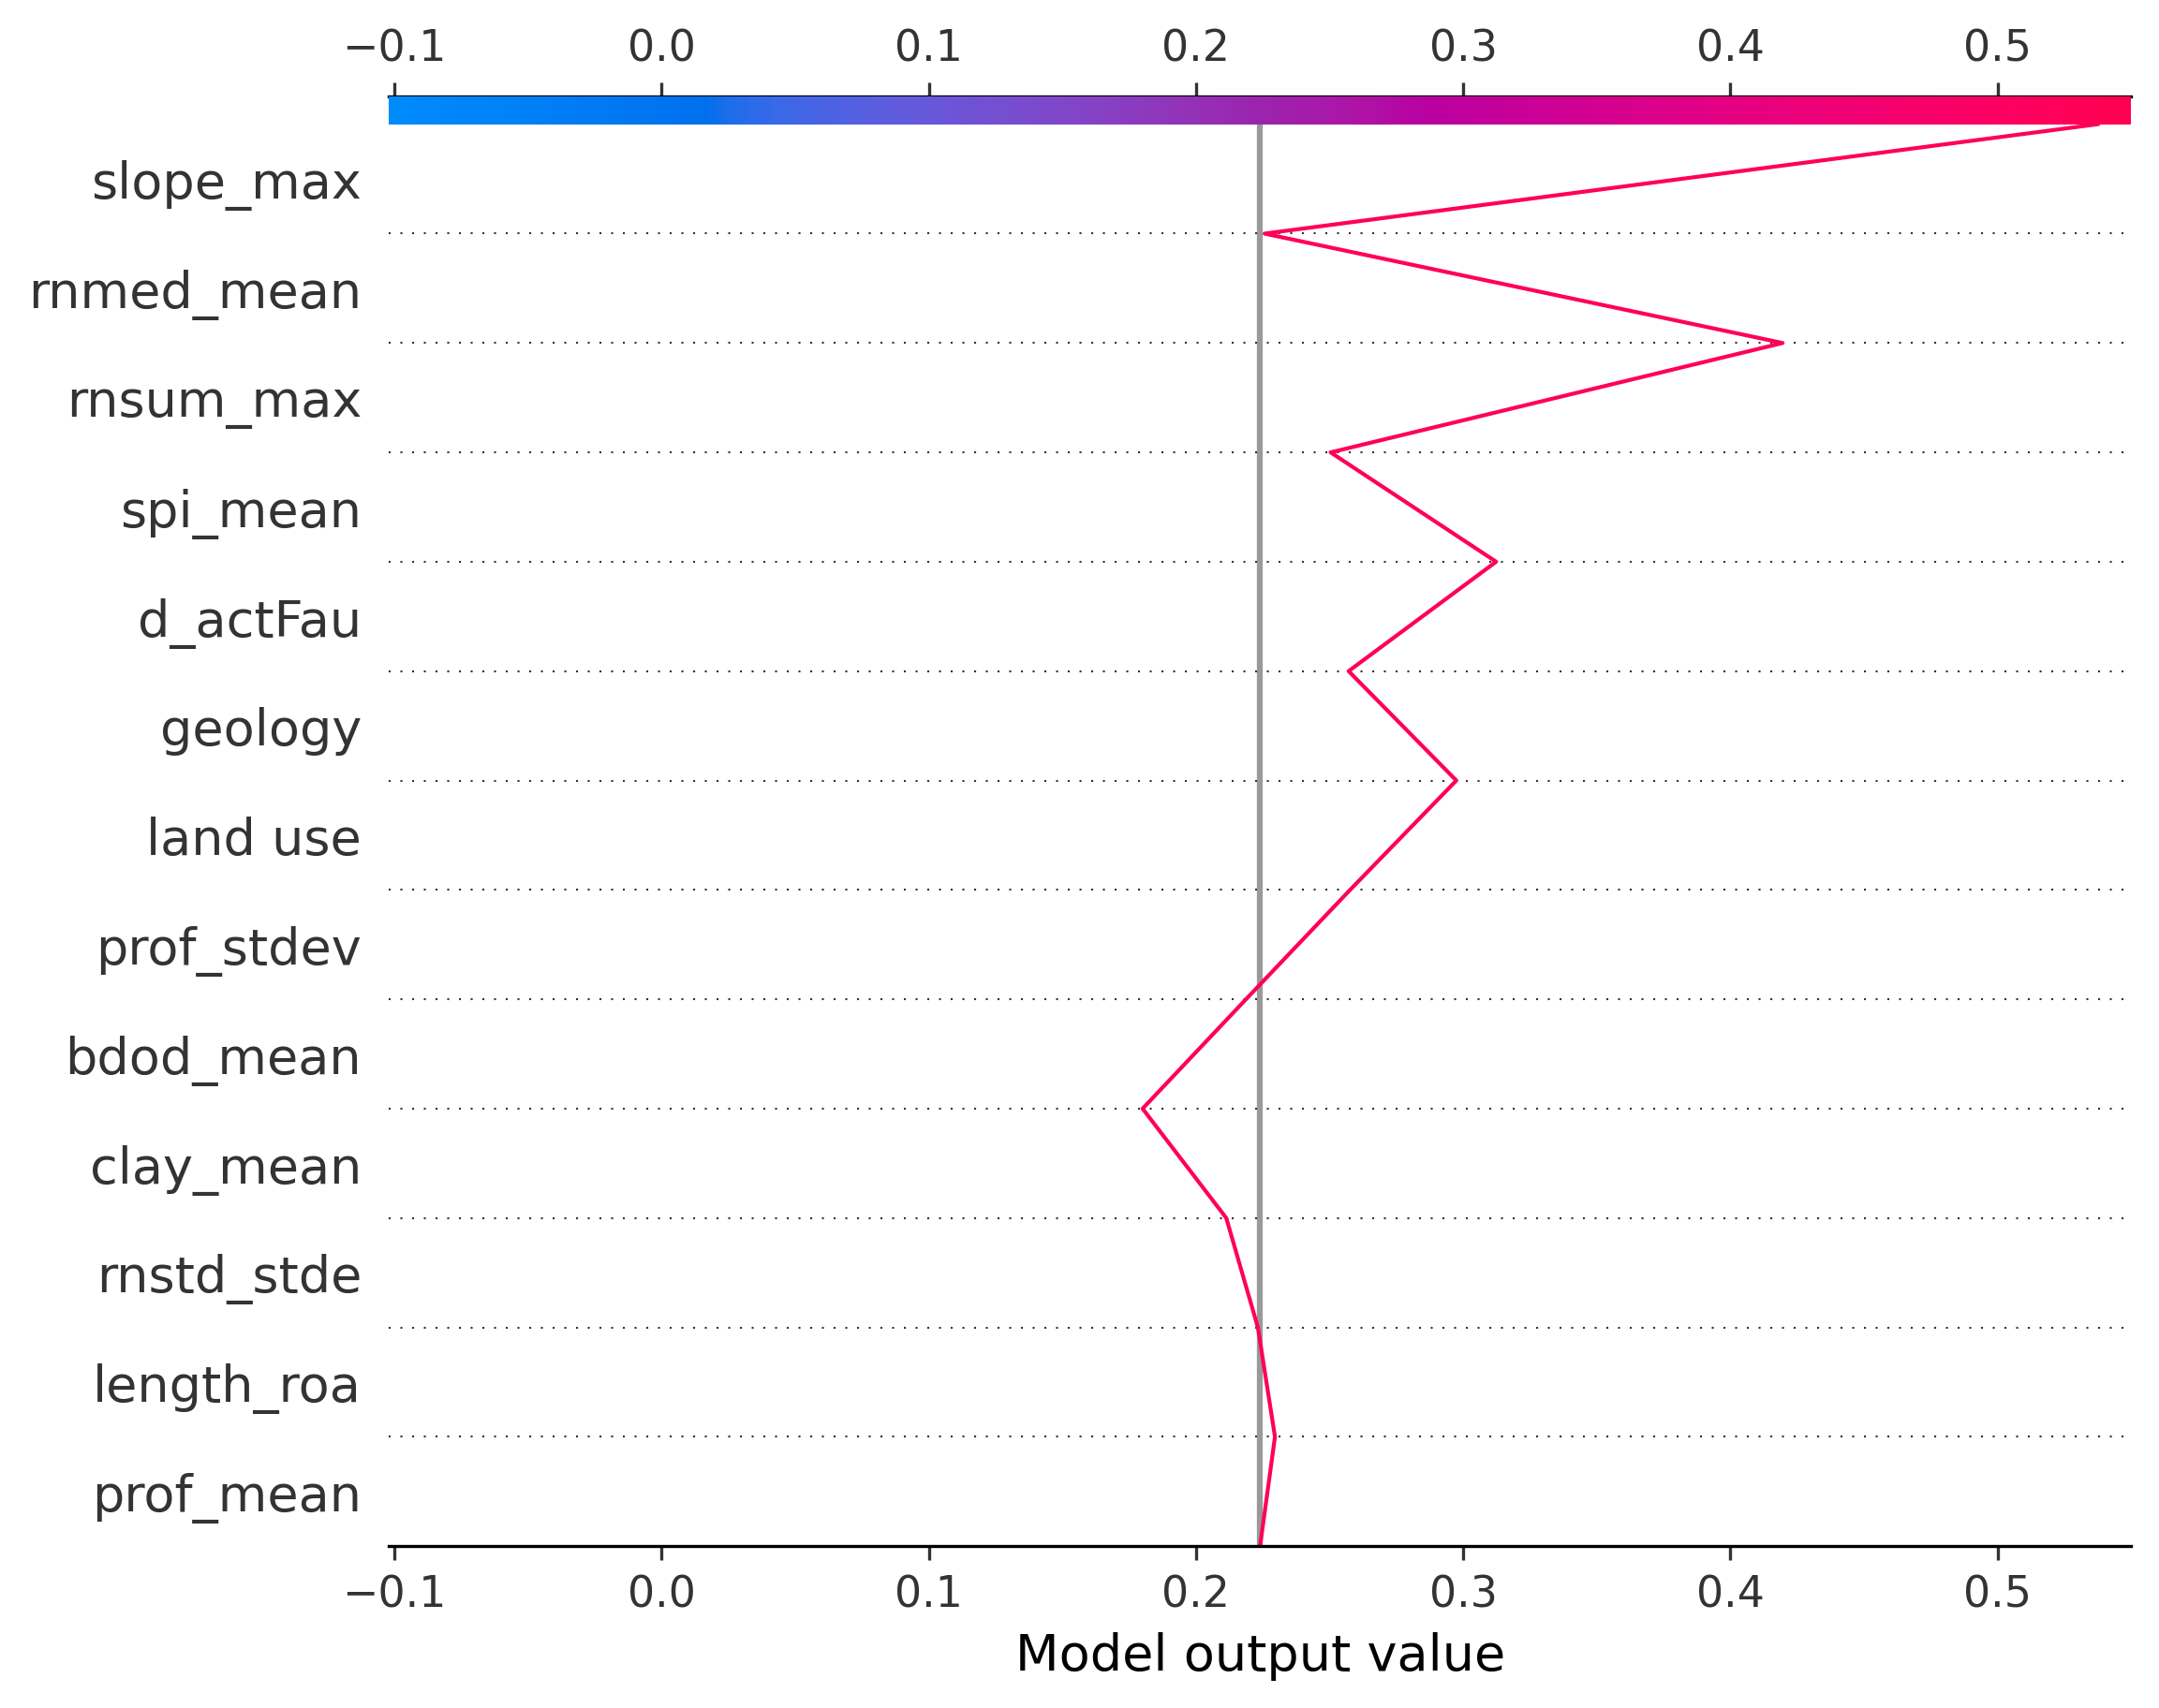 −0.1 0.0 0.1 0.2 0.3 0.4 0.5
slope_max
rnmed_mean
rnsum_max
spi_mean
d_actFau
geology
land use
prof_stdev
bdod_mean
clay_mean
rnstd_stde
length_roa
prof_mean
−0.1 0.0 0.1 0.2 0.3 0.4 0.5
Model output value